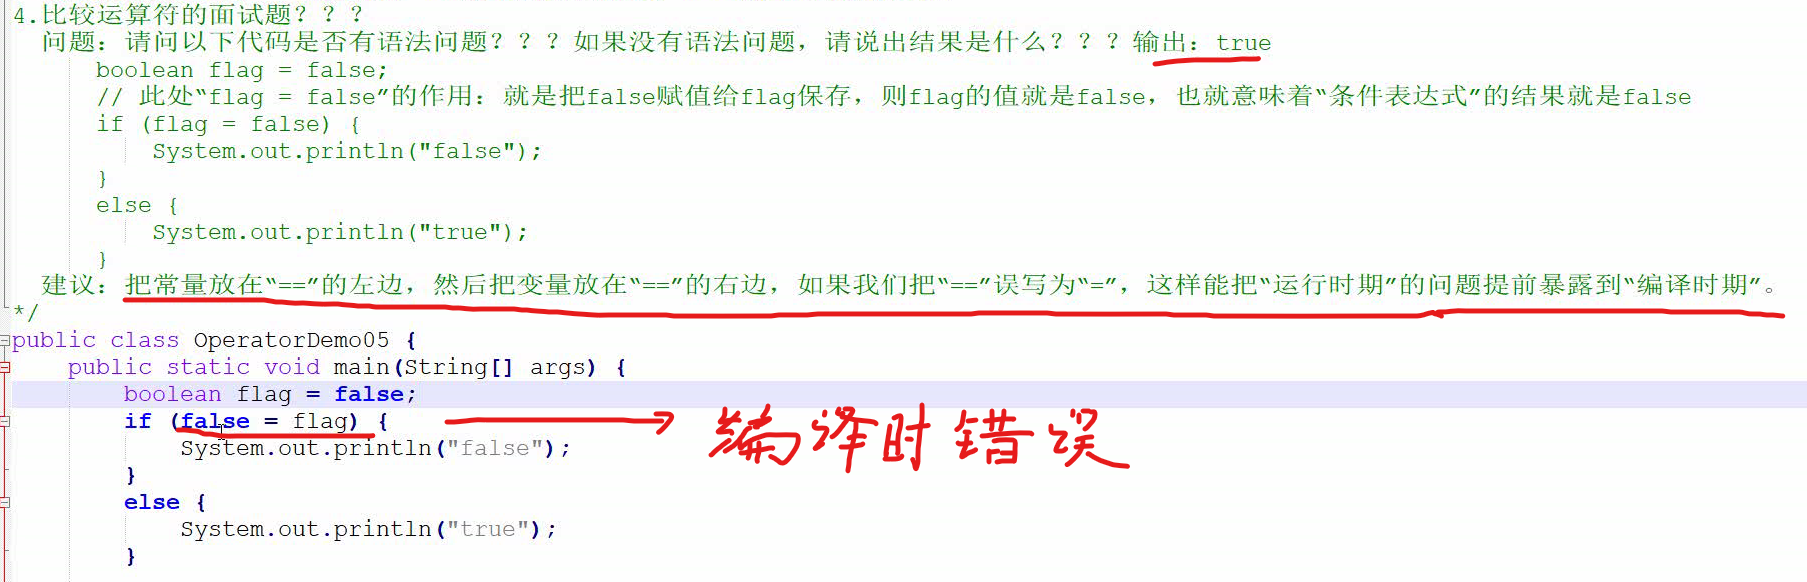 4.比较运算符的面试题？？？
问题：请问以下代码是否有语法问题？？？如果没有语法问题，请说出结果是什么？？？输出：true
boolean flag = false;
// 此处“flag = false”的作用：就是把false赋值给flag保存，则flag的值就是false，也就意味着“条件表达式”的结果就是false
if (flag = false) {
System.out.println("false");
}
else {
System.out.println("true");
}
建议：把常量放在“==”的左边，然后把变量放在“==”的右边，如果我们把“==”误写为“=”，这样能把“运行时期”的问题提前暴露到“编译时期”。
*/
public class OperatorDemo05 {
public static void main(String[] args) {
boolean flag = false;
if (false = flag) {
编译时错误
System.out.println("false");
}
else {
System.out.println("true");
}